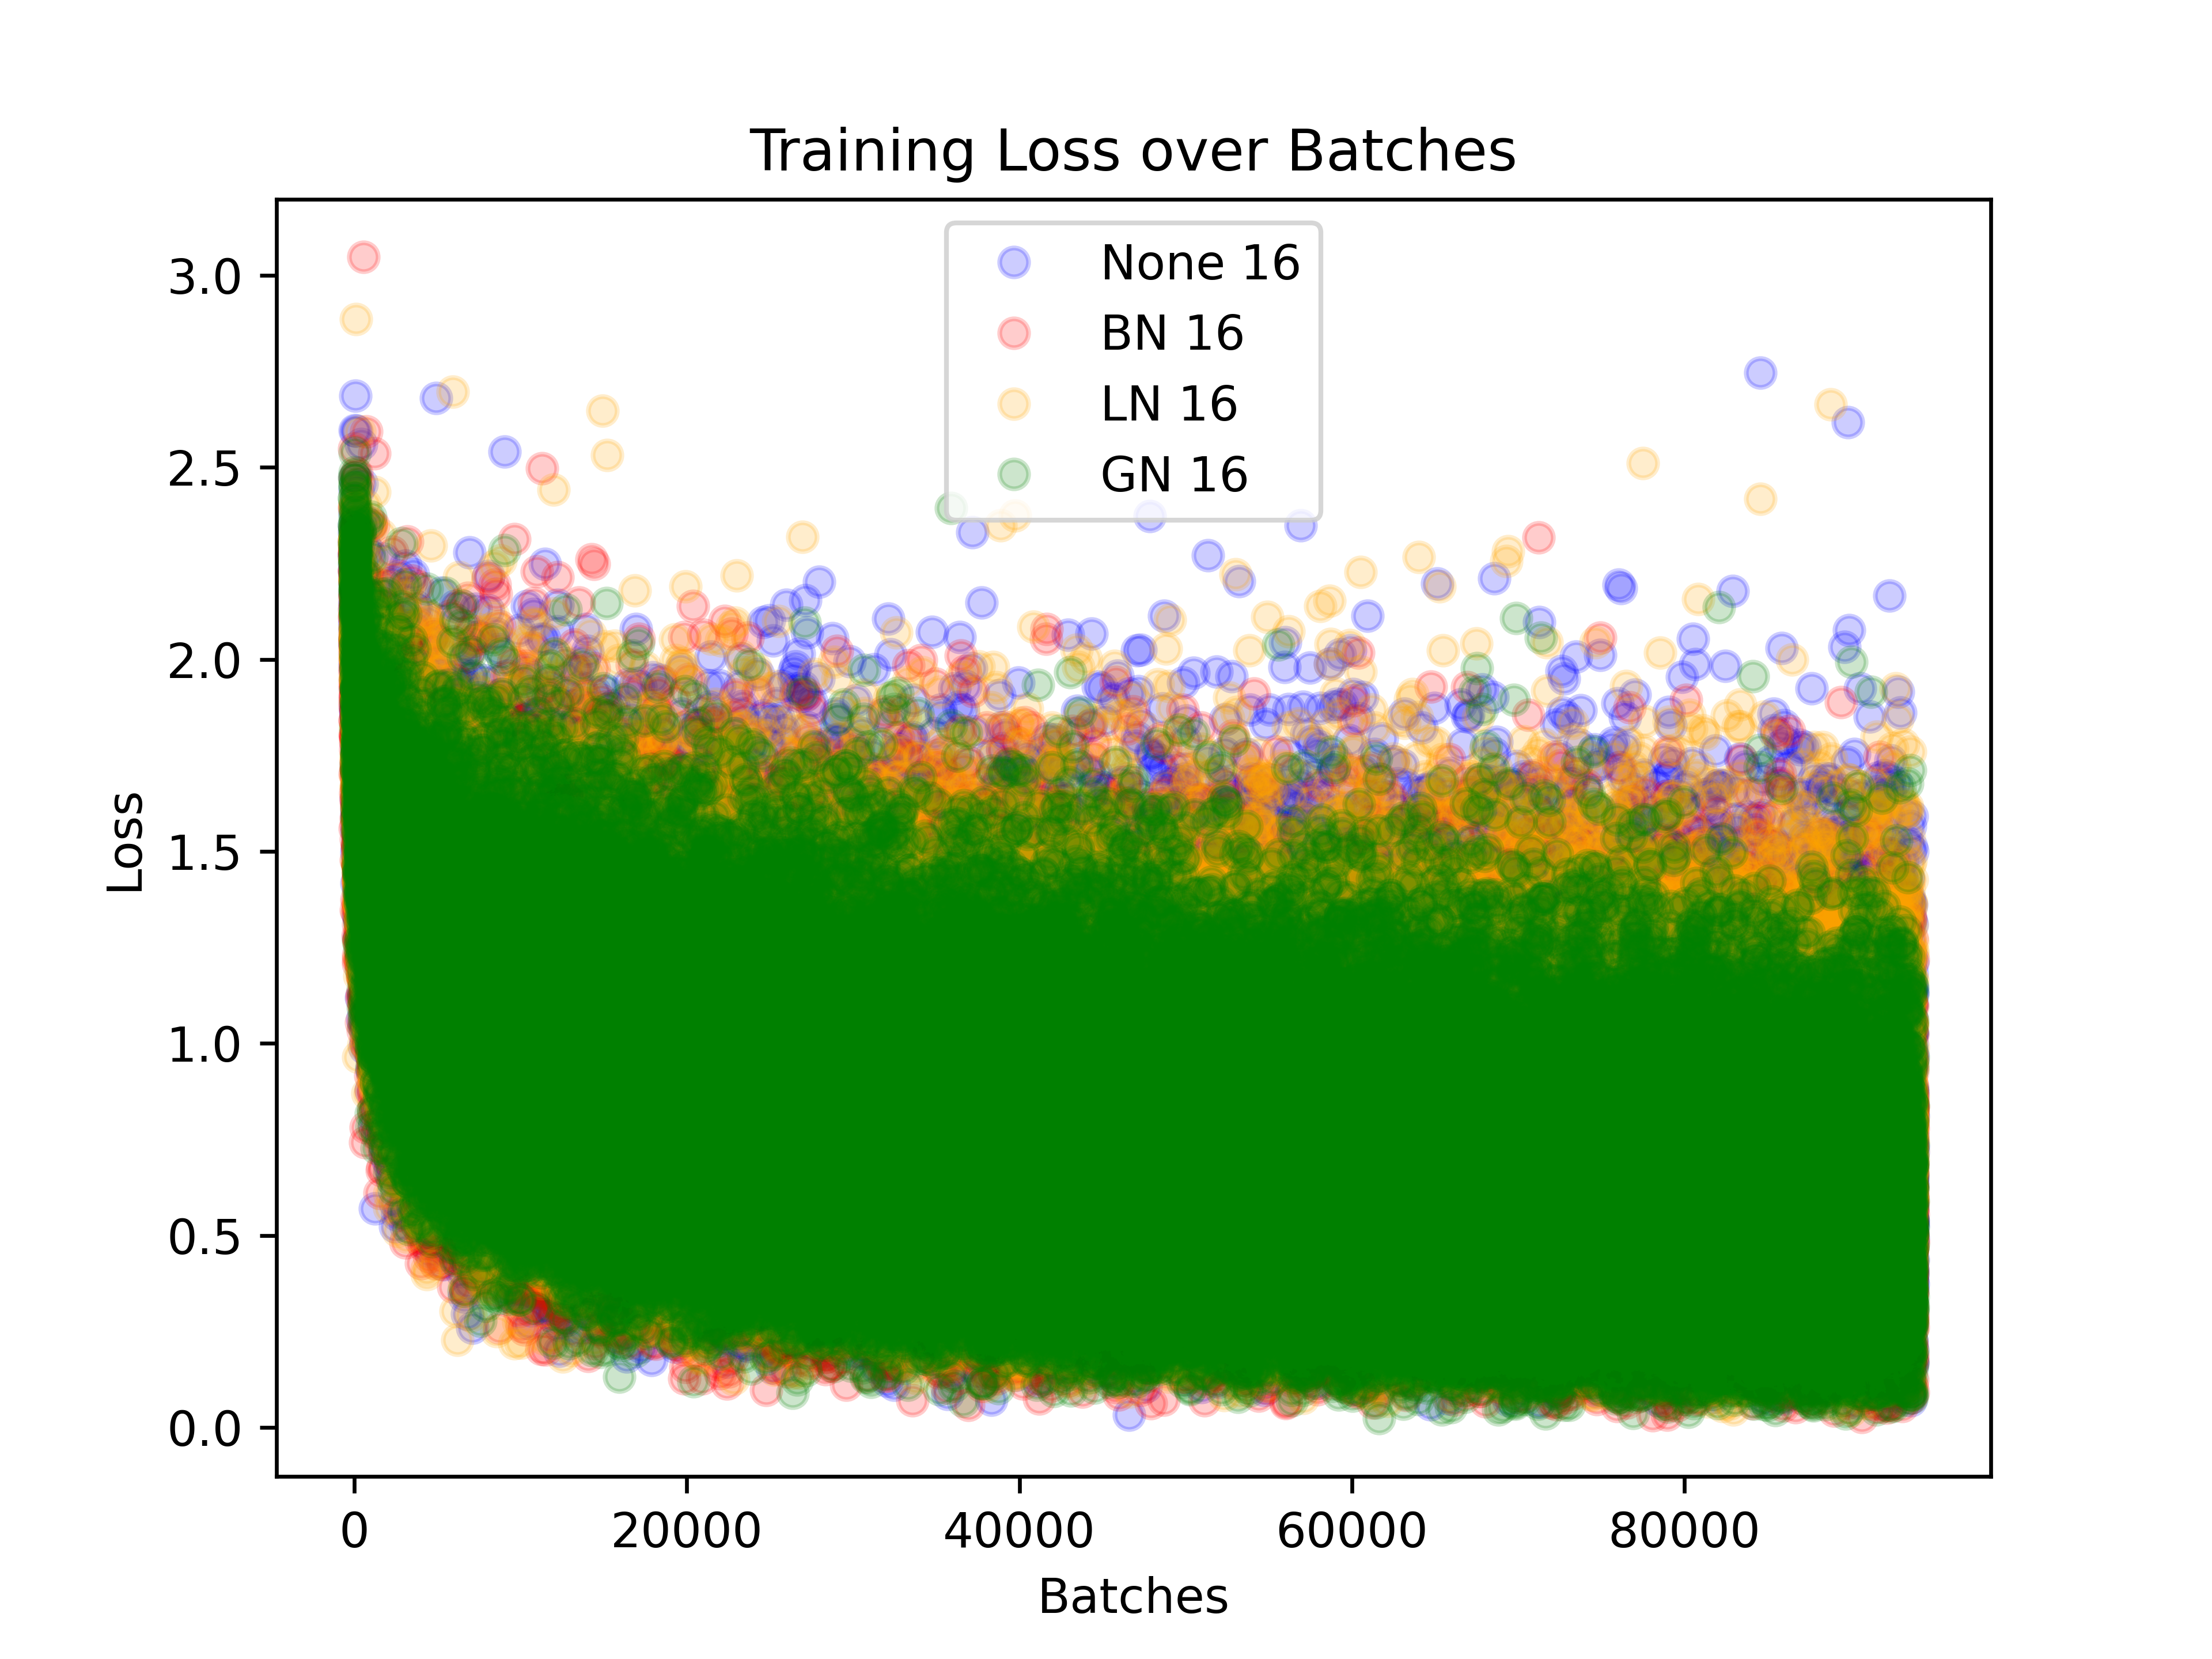 Training Loss over Batches
None 16
BN 16
LN 16
GN 16
3.0
2.5
2.0
1.5
1.0
0.5
0.0
Loss
0 20000 40000 60000 80000
Batches